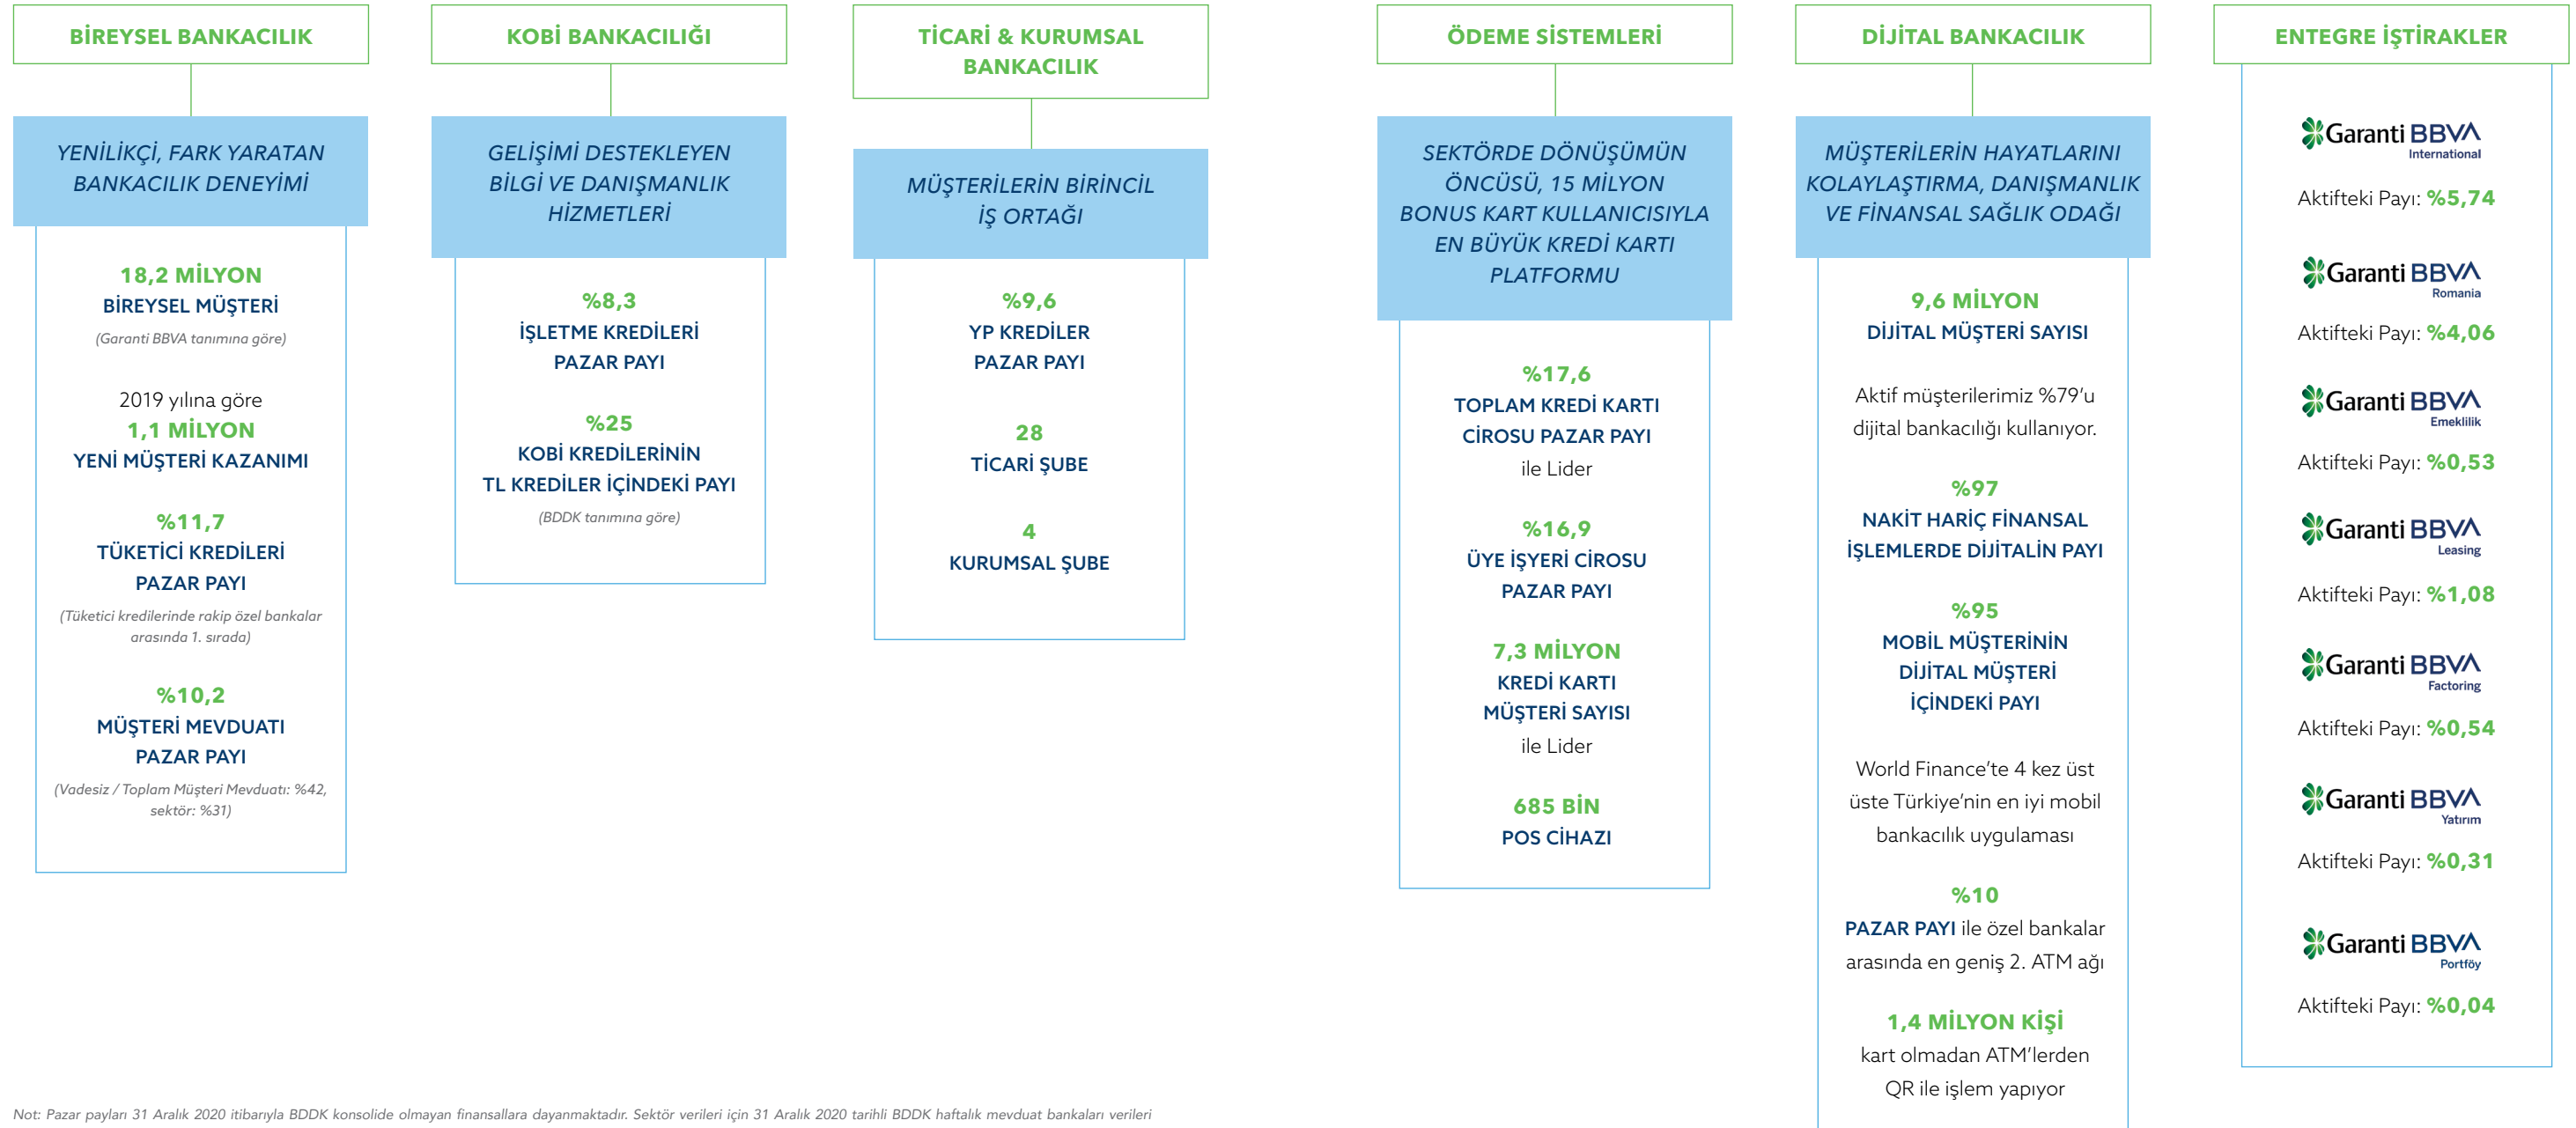 BİREYSEL BANKACILIK
YENİLİKÇİ, FARK YARATAN
BANKACILIK DENEYİMİ
18,2 MİLYON
BİREYSEL MÜŞTERİ
(Garanti BBVA tanımına göre)
2019 yılına göre
1,1 MİLYON
YENİ MÜŞTERİ KAZANIMI
%11,7
TÜKETİCİ KREDİLERİ
PAZAR PAYI
(Tüketici kredilerinde rakip özel bankalar
arasında 1. sırada)
%10,2
MÜŞTERİ MEVDUATI
PAZAR PAYI
(Vadesiz / Toplam Müşteri Mevduatı: %42,
sektör: %31)
KOBİ BANKACILIĞI
GELİŞİMİ DESTEKLEYEN
BİLGİ VE DANIŞMANLIK
HİZMETLERİ
%8,3
İŞLETME KREDİLERİ
PAZAR PAYI
%25
KOBİ KREDİLERİNİN
TL KREDİLER İÇİNDEKİ PAYI
(BDDK tanımına göre)
TİCARİ & KURUMSAL
BANKACILIK
MÜŞTERİLERİN BİRİNCİL
İŞ ORTAĞI
%9,6
YP KREDİLER
PAZAR PAYI
28
TİCARİ ŞUBE
4
KURUMSAL ŞUBE
ÖDEME SİSTEMLERİ
SEKTÖRDE DÖNÜŞÜMÜN
ÖNCÜSÜ, 15 MİLYON
BONUS KART KULLANICISIYLA
EN BÜYÜK KREDİ KARTI
PLATFORMU
%17,6
TOPLAM KREDİ KARTI
CİROSU PAZAR PAYI
ile Lider
%16,9
ÜYE İŞYERİ CİROSU
PAZAR PAYI
7,3 MİLYON
KREDİ KARTI
MÜŞTERİ SAYISI
ile Lider
685 BİN
POS CİHAZI
DİJİTAL BANKACILIK
MÜŞTERİLERİN HAYATLARINI
KOLAYLAŞTIRMA, DANIŞMANLIK
VE FİNANSAL SAĞLIK ODAĞI
9,6 MİLYON
DİJİTAL MÜŞTERİ SAYISI
Aktif müşterilerimiz %79’u
dijital bankacılığı kullanıyor.
%97
NAKİT HARİÇ FİNANSAL
İŞLEMLERDE DİJİTALİN PAYI
%95
MOBİL MÜŞTERİNİN
DİJİTAL MÜŞTERİ
İÇİNDEKİ PAYI
World Finance’te 4 kez üst
üste Türkiye’nin en iyi mobil
bankacılık uygulaması
%10
PAZAR PAYI ile özel bankalar
arasında en geniş 2. ATM ağı
1,4 MİLYON KİŞİ
kart olmadan ATM’lerden
QR ile işlem yapıyor
ENTEGRE İŞTİRAKLER
Garanti BBVA
International
Aktifteki Payı: %5,74
Garanti BBVA
Romania
Aktifteki Payı: %4,06
Garanti BBVA
Emeklilik
Aktifteki Payı: %0,53
Garanti BBVA
Leasing
Aktifteki Payı: %1,08
Garanti BBVA
Factoring
Aktifteki Payı: %0,54
Garanti BBVA
Yatırım
Aktifteki Payı: %0,31
Garanti BBVA
Portföy
Aktifteki Payı: %0,04
Not: Pazar payları 31 Aralık 2020 itibarıyla BDDK konsolide olmayan finansallara dayanmaktadır. Sektör verileri için 31 Aralık 2020 tarihli BDDK haftalık mevduat bankaları verileri